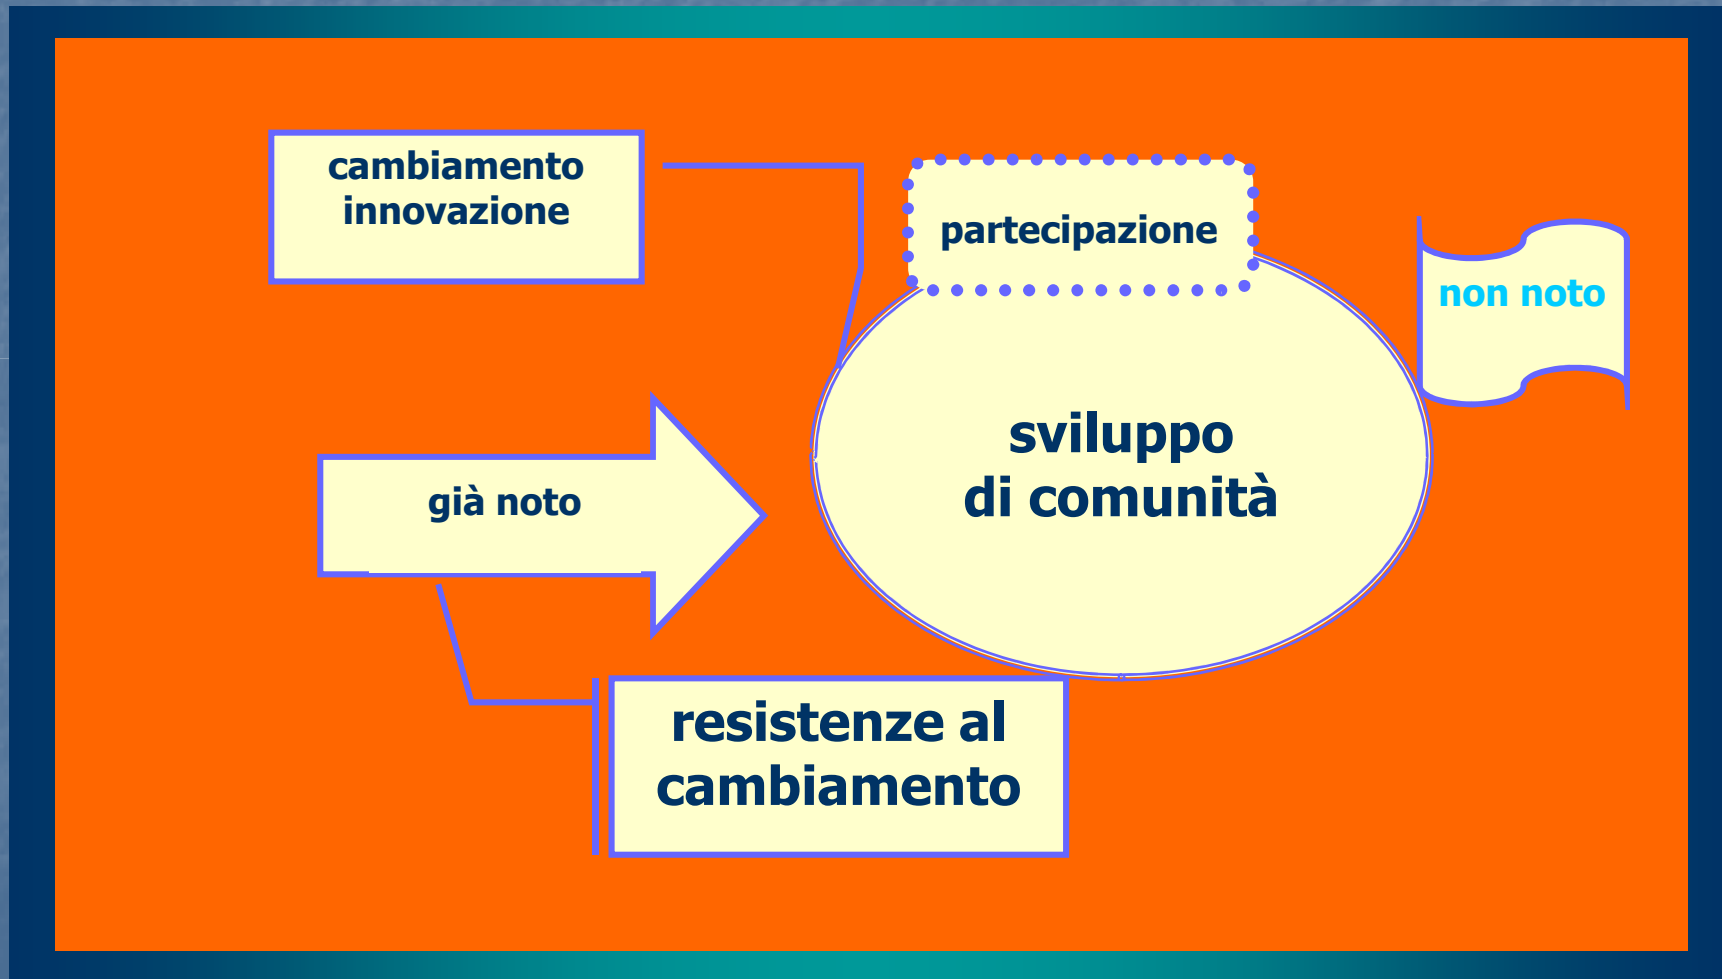 cambiamento
innovazione
partecipazione
non noto
sviluppo
di comunità
già noto
resistenze al
cambiamento